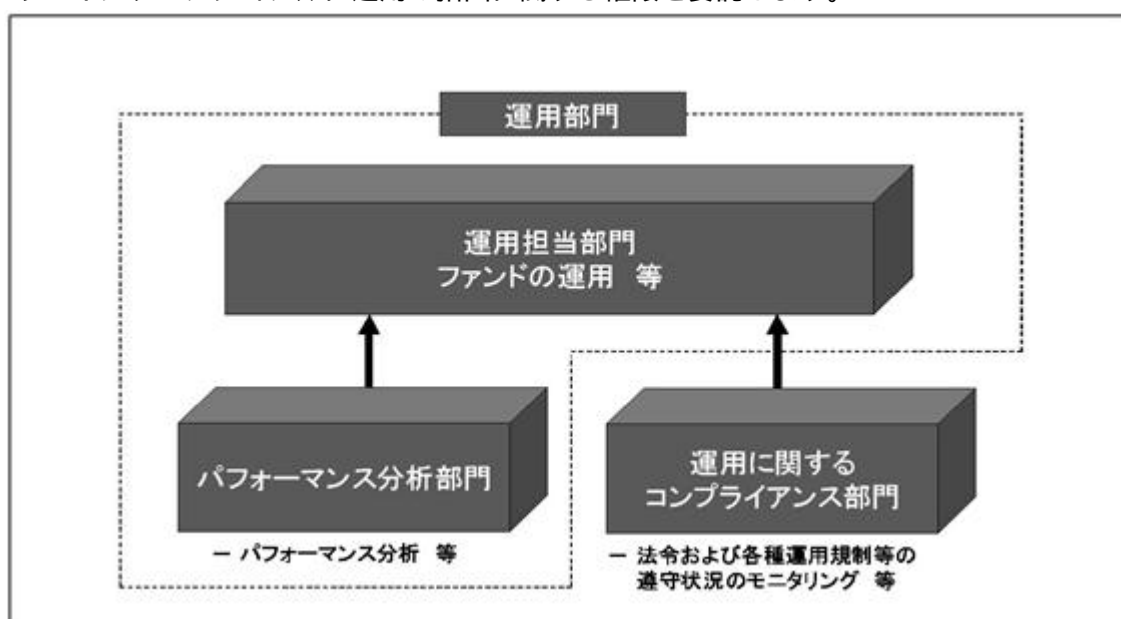 運用部門
運用担当部門
ファンドの運用 等
パフォーマンス分析部門
－ パフォーマンス分析 等
運用に関する
コンプライアンス部門
－ 法令および各種運用規制等の
遵守状況のモニタリング 等